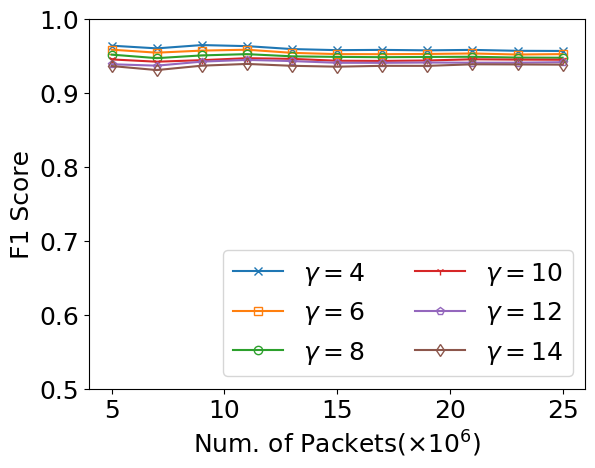 1.0
0.9
0.8
0.7
0.6
0.5
F1 Score
γ = 4
γ = 6
γ = 8
γ = 10
γ = 12
γ = 14
5 10 15 20 25
Num. of Packets(×10⁶)